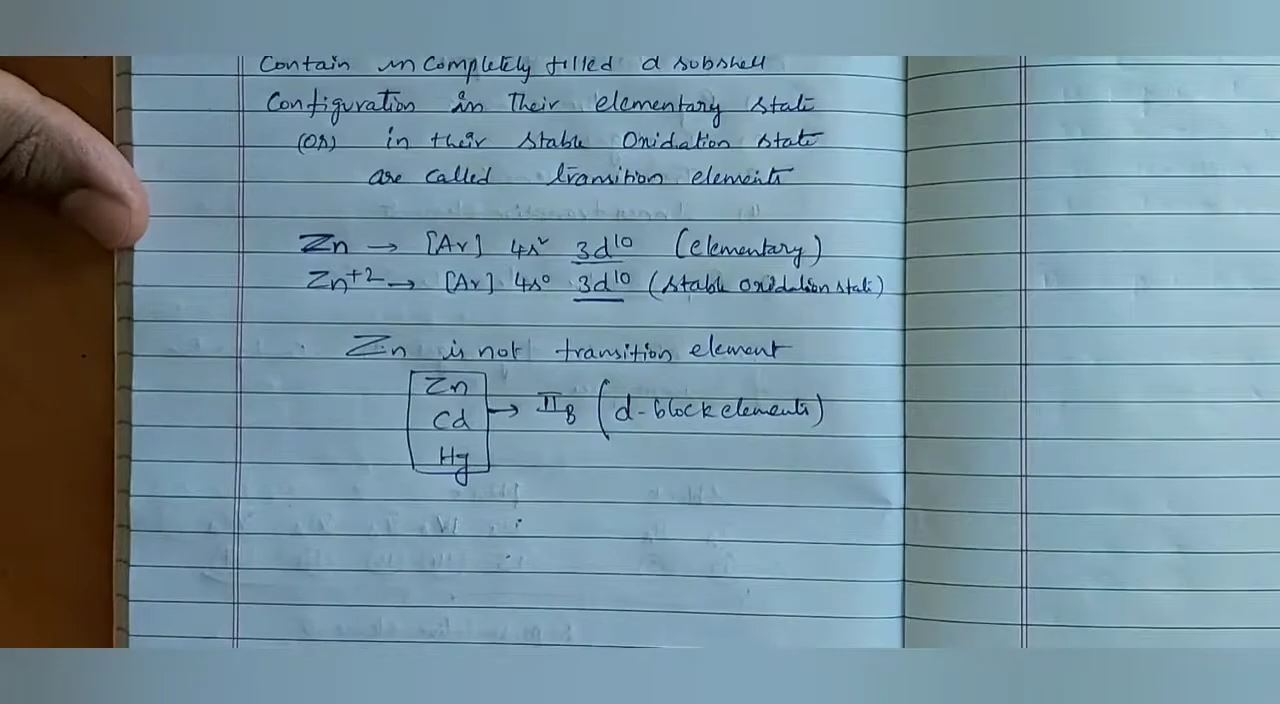 Contain incompletely filled d subshell
Configuration in their elementary state
(OR) in their stable Oxidation state
are called transition elements
Zn → [Ar] 4s² 3d¹⁰ (elementary)
Zn⁺² → [Ar] 4s⁰ 3d¹⁰ (stable oxidation state)
Zn is not transition element
Zn
Cd → II B (d-block elements)
Hg